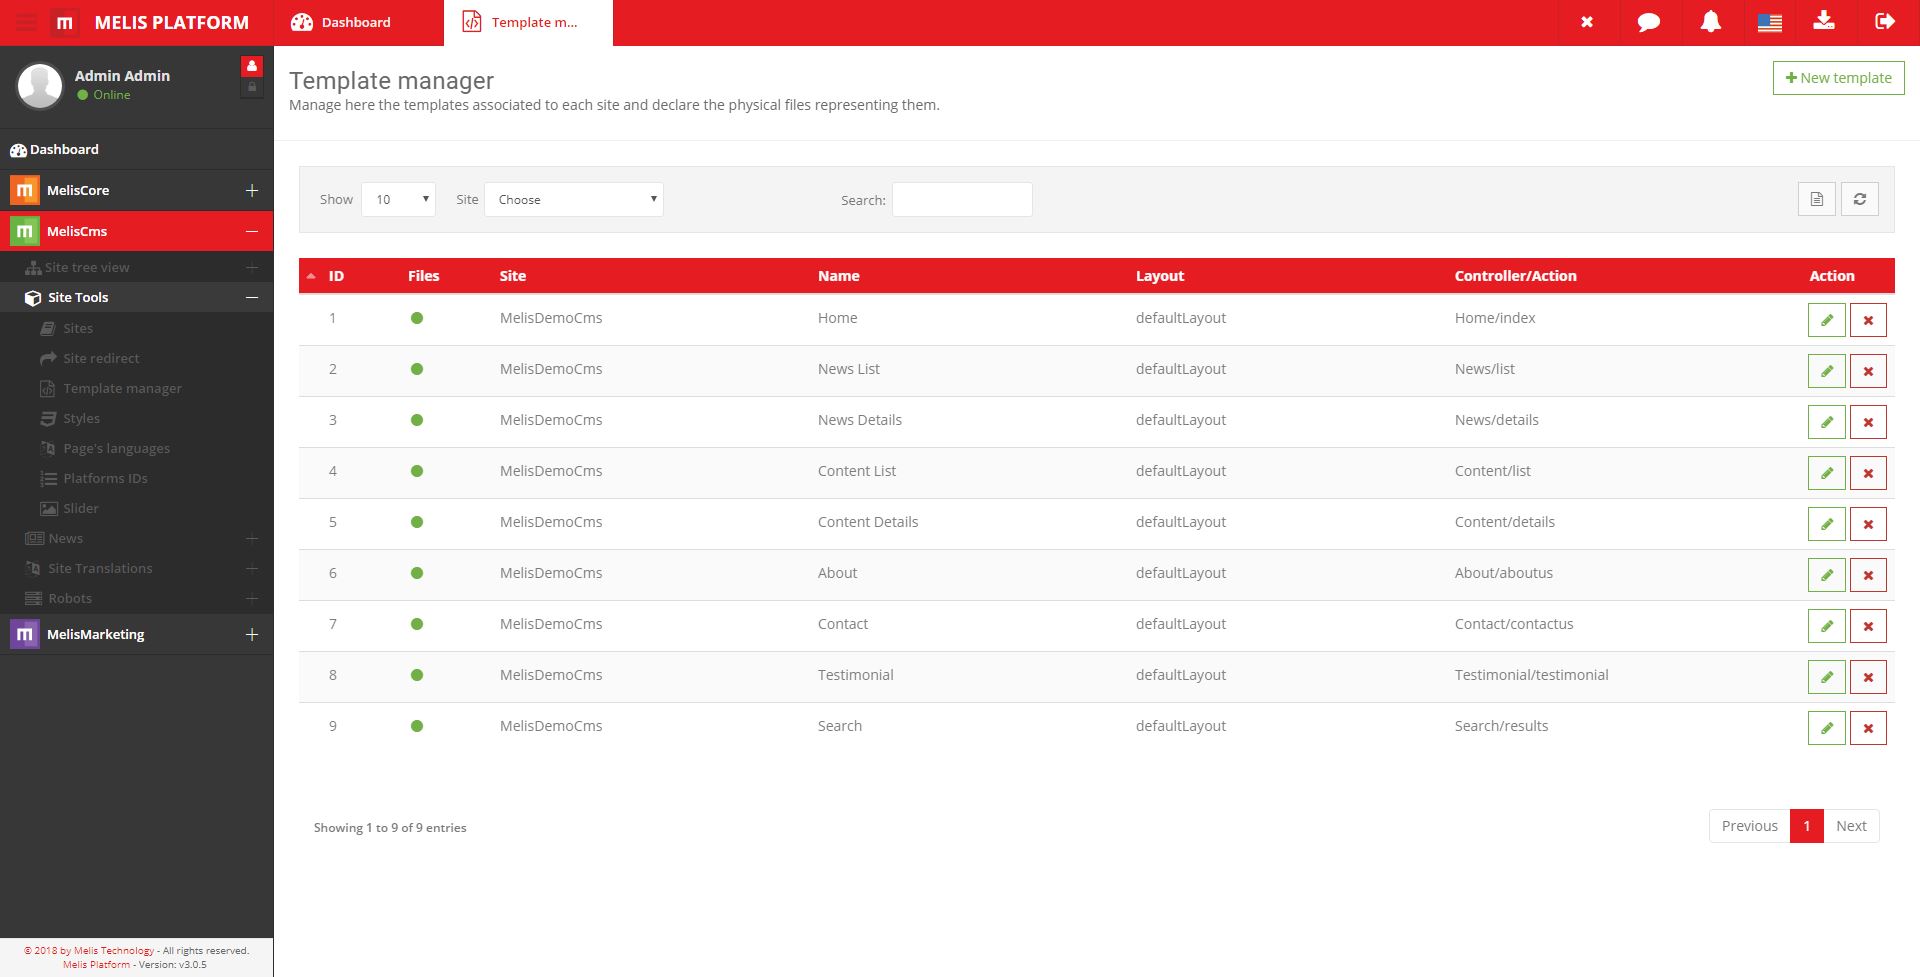 MELIS PLATFORM
Dashboard
Template m...
Admin Admin
Online
Dashboard
MelisCore
MelisCms
Site tree view
Site Tools
Sites
Site redirect
Template manager
Styles
Page's languages
Platforms IDs
Slider
News
Site Translations
Robots
MelisMarketing
© 2018 by Melis Technology - All rights reserved.
Melis Platform - Version: v3.0.5
Template manager
Manage here the templates associated to each site and declare the physical files representing them.
New template
Show 10 Site Choose Search:
ID Files Site Name Layout Controller/Action Action
1 MelisDemoCms Home defaultLayout Home/index
2 MelisDemoCms News List defaultLayout News/list
3 MelisDemoCms News Details defaultLayout News/details
4 MelisDemoCms Content List defaultLayout Content/list
5 MelisDemoCms Content Details defaultLayout Content/details
6 MelisDemoCms About defaultLayout About/aboutus
7 MelisDemoCms Contact defaultLayout Contact/contactus
8 MelisDemoCms Testimonial defaultLayout Testimonial/testimonial
9 MelisDemoCms Search defaultLayout Search/results
Showing 1 to 9 of 9 entries
Previous 1 Next